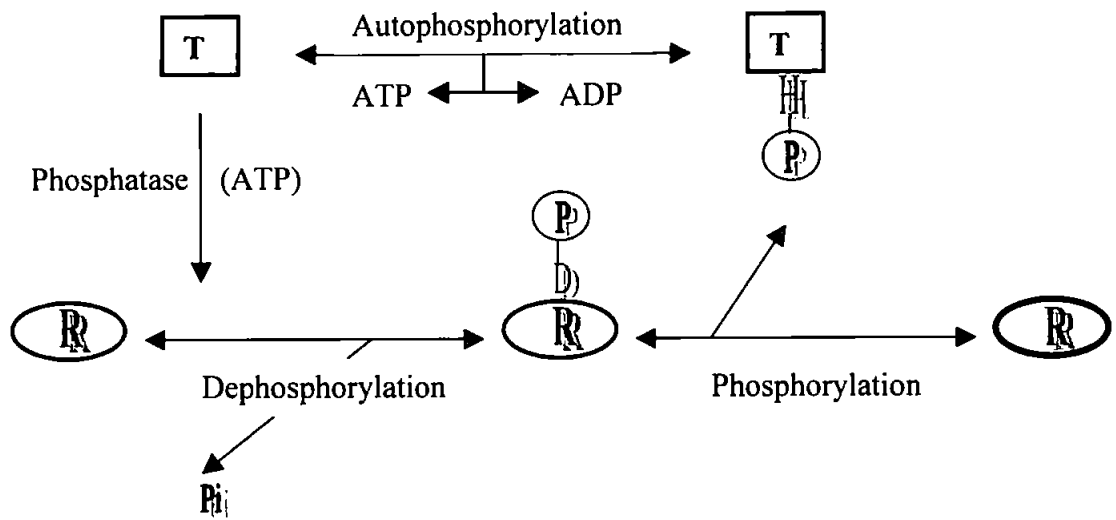 T
Autophosphorylation
T
ATP
ADP
H
P
Phosphatase (ATP)
P
D
R
R
R
Dephosphorylation
Phosphorylation
Pi